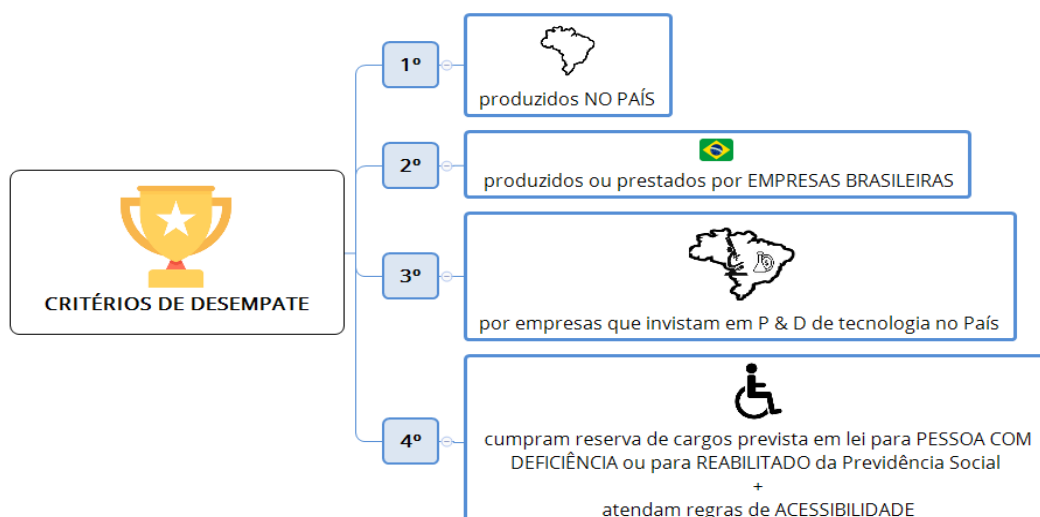 CRITÉRIOS DE DESEMPATE
1º
produzidos NO PAÍS
2º
produzidos ou prestados por EMPRESAS BRASILEIRAS
3º
por empresas que invistam em P & D de tecnologia no País
4º
cumpram reserva de cargos prevista em lei para PESSOA COM
DEFICIÊNCIA ou para REABILITADO da Previdência Social
+
atendam regras de ACESSIBILIDADE